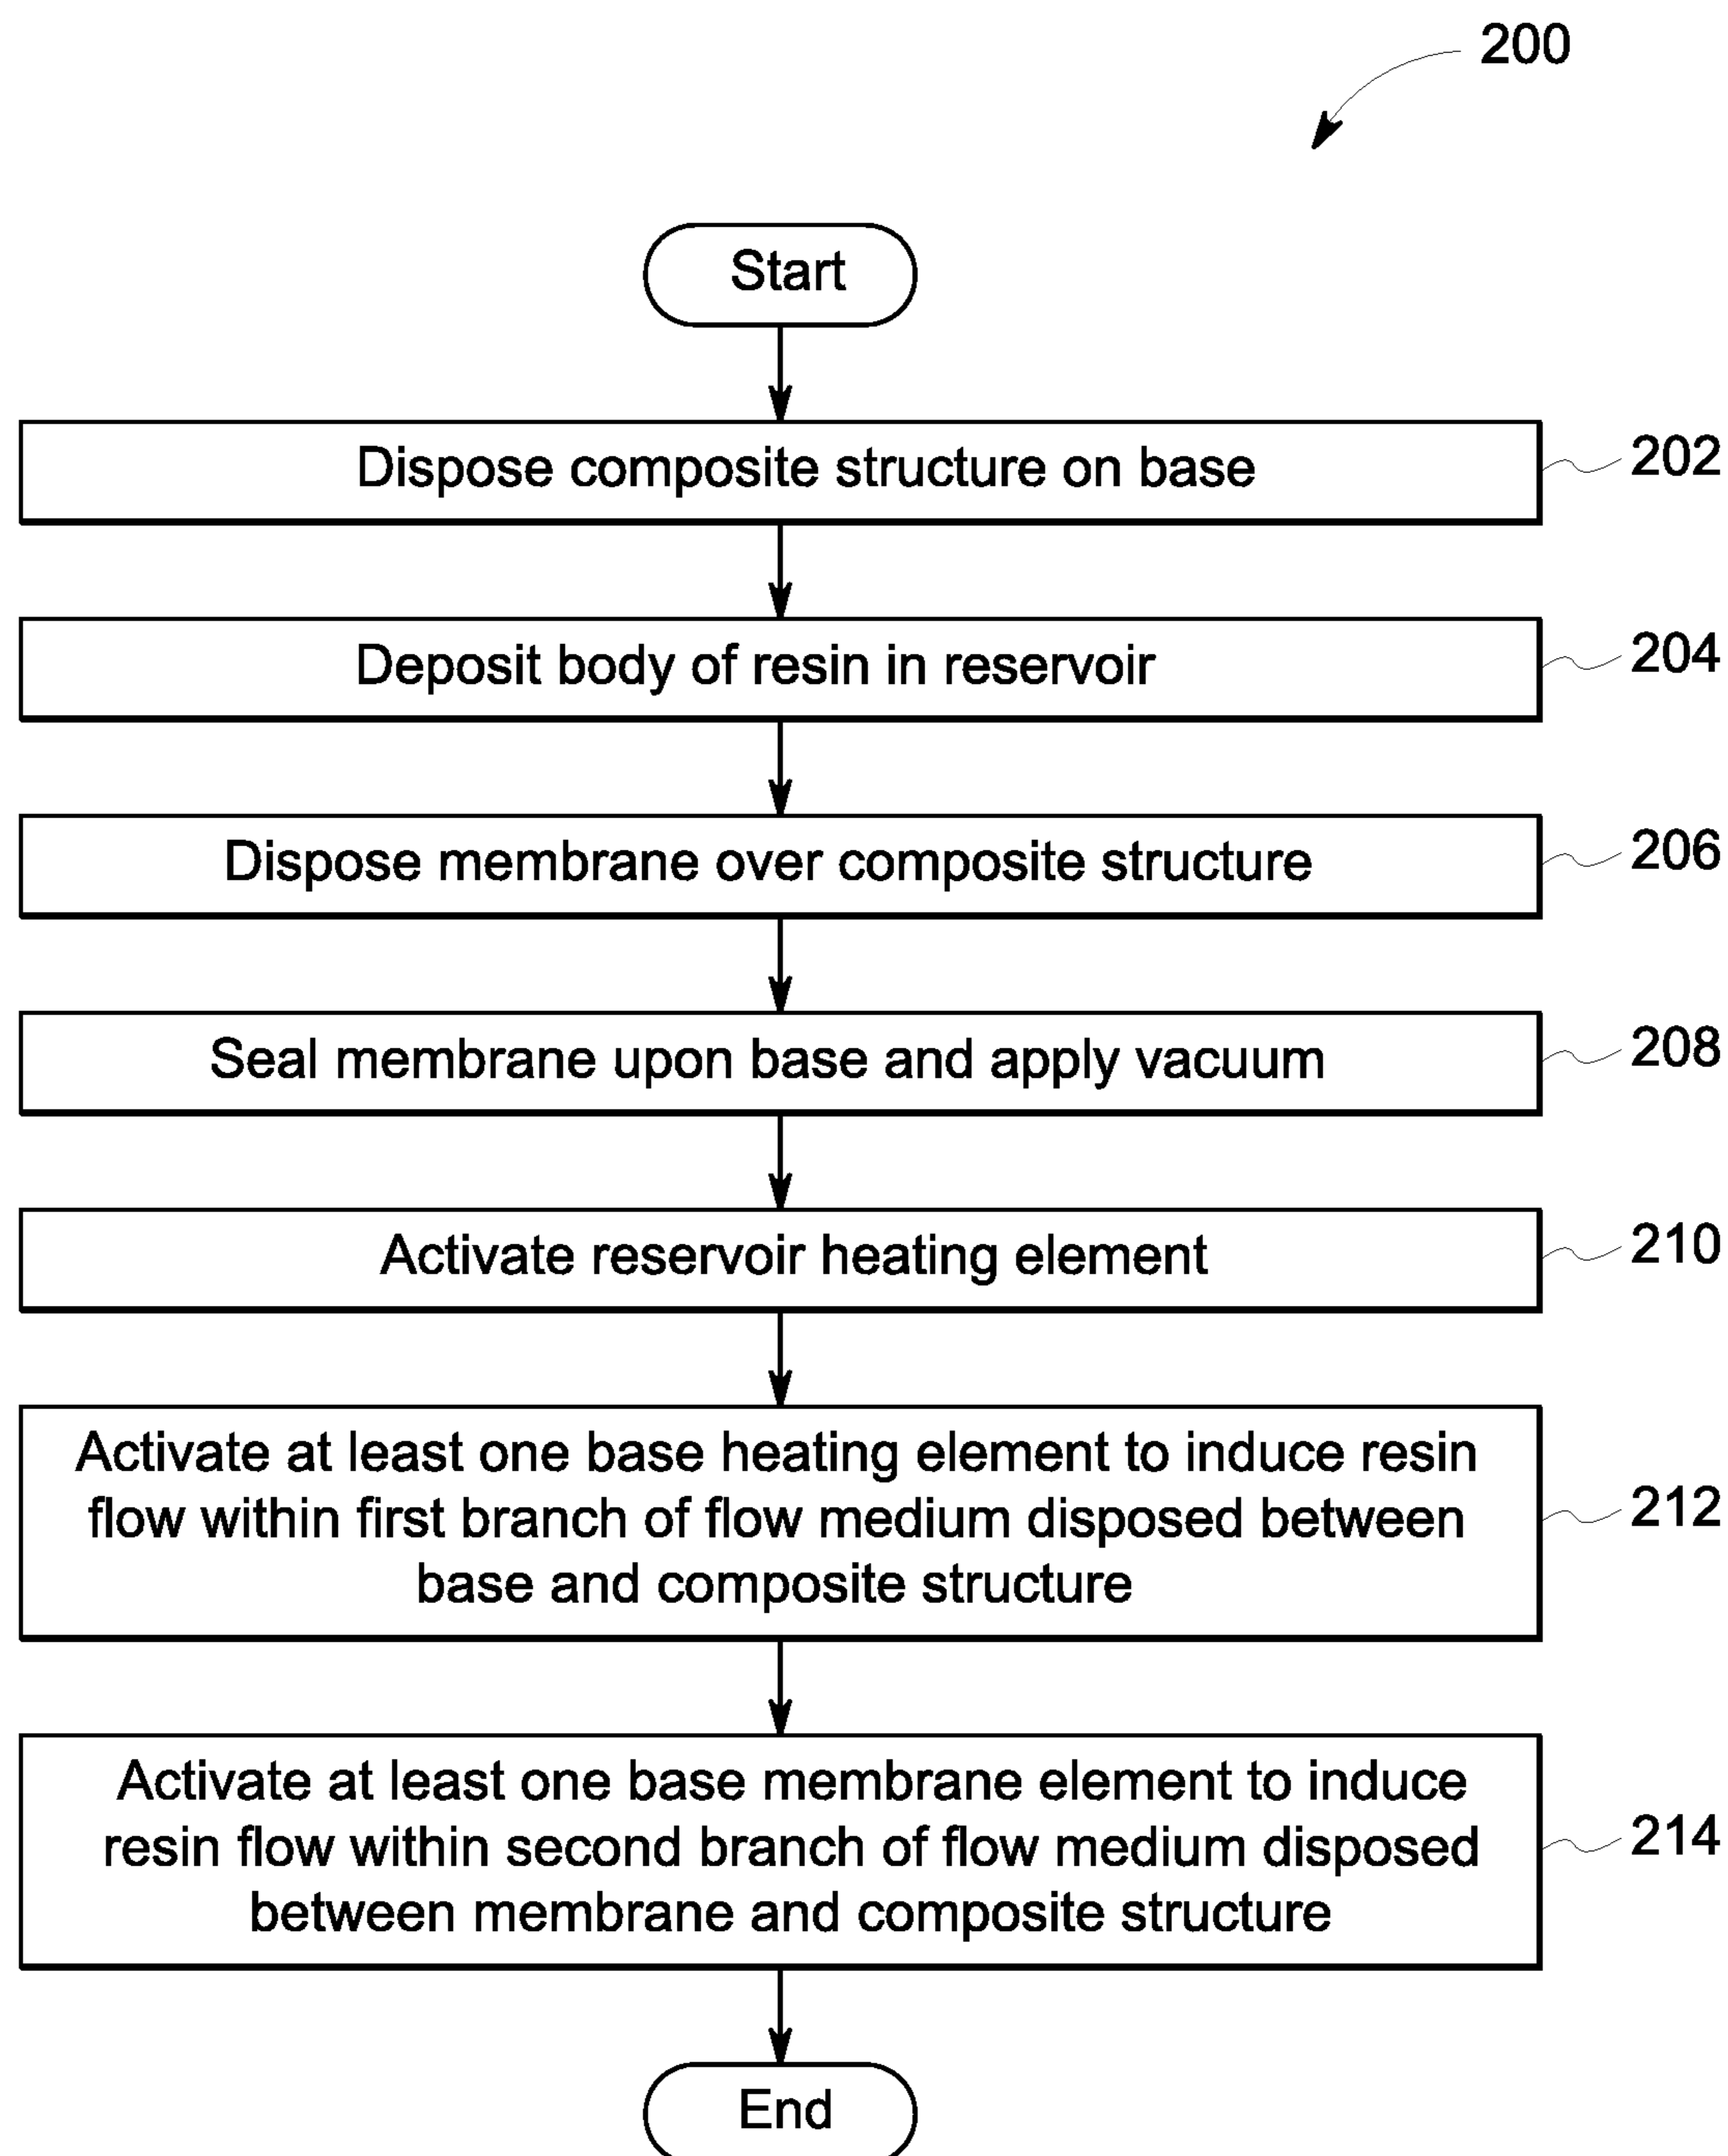 200
Start
Dispose composite structure on base
202
Deposit body of resin in reservoir
204
Dispose membrane over composite structure
206
Seal membrane upon base and apply vacuum
208
Activate reservoir heating element
210
Activate at least one base heating element to induce resin
flow within first branch of flow medium disposed between
base and composite structure
212
Activate at least one base membrane element to induce
resin flow within second branch of flow medium disposed
between membrane and composite structure
214
End